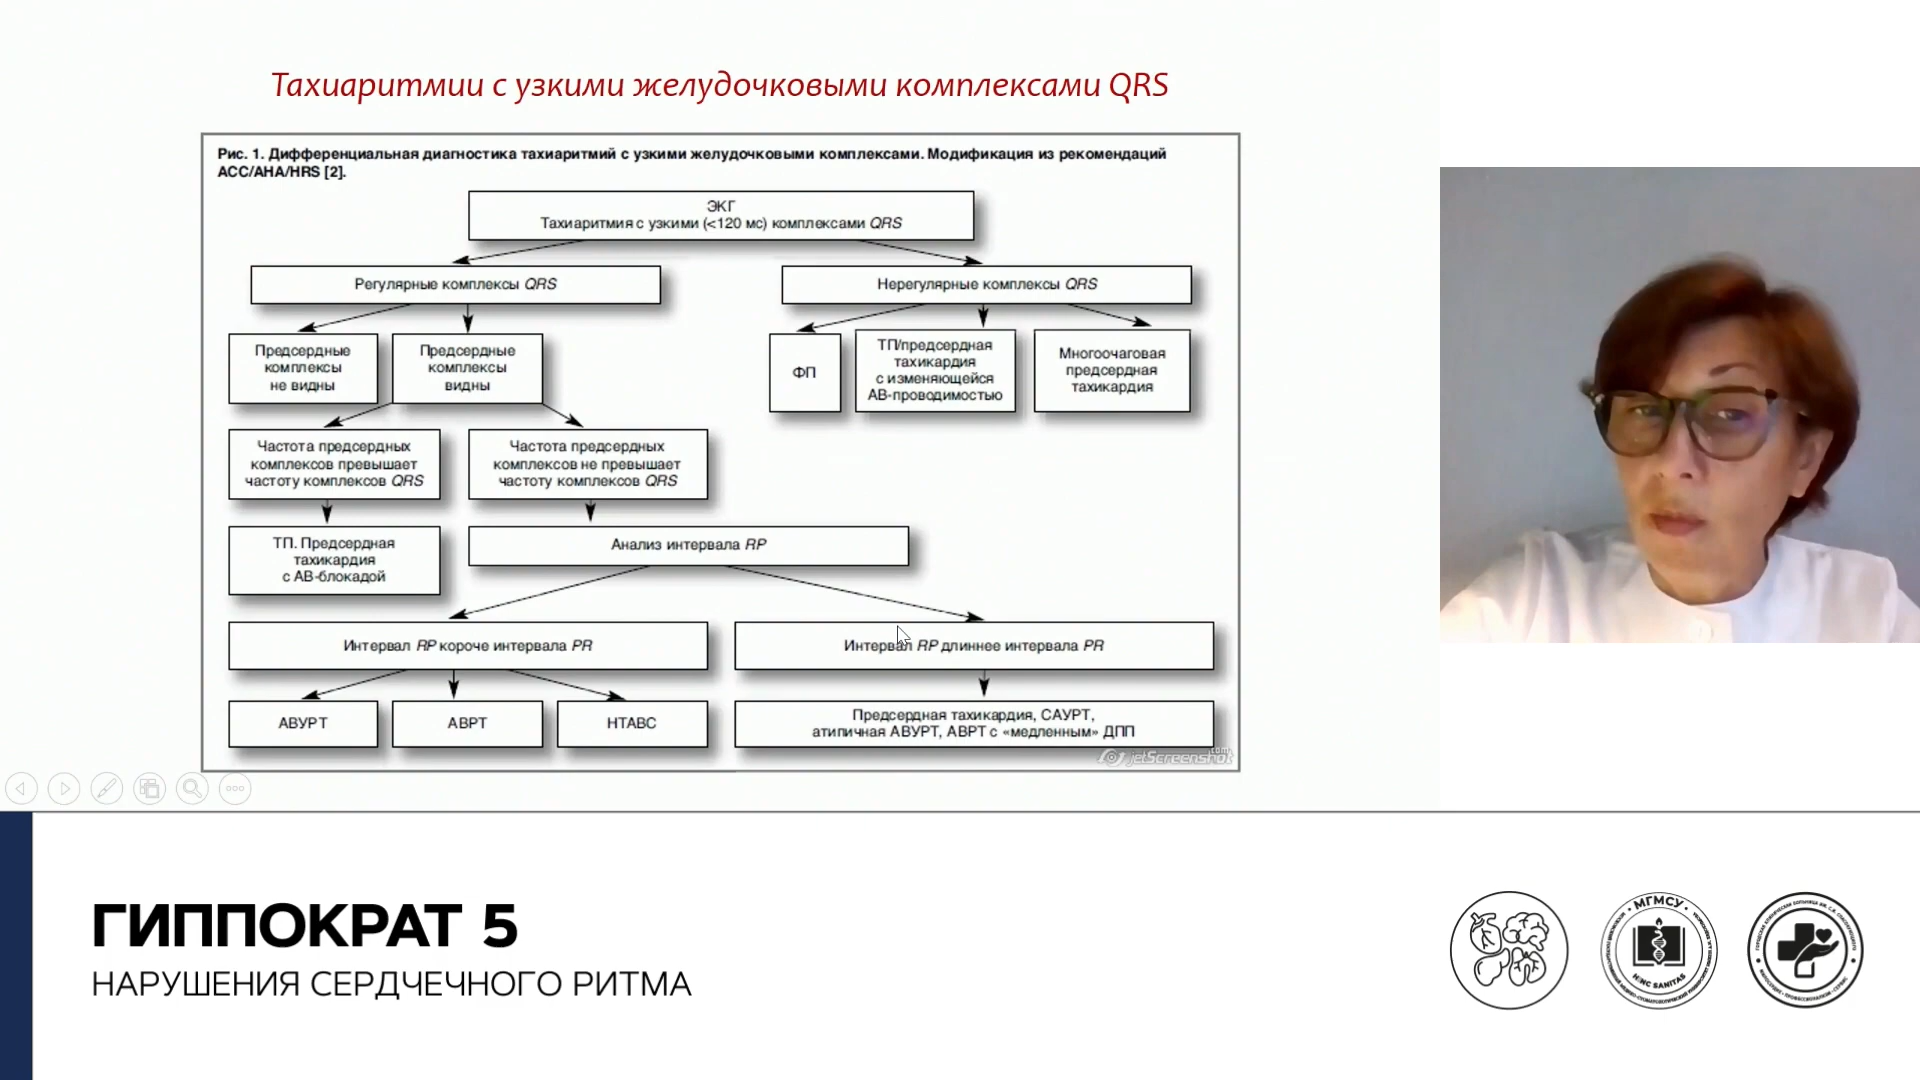 Тахиаритмии с узкими желудочковыми комплексами QRS
Рис. 1. Дифференциальная диагностика тахиаритмий с узкими желудочковыми комплексами. Модификация из рекомендаций
ACC/AHA/HRS [2].
ЭКГ
Тахиаритмия с узкими (<120 мс) комплексами QRS
Регулярные комплексы QRS
Нерегулярные комплексы QRS
Предсердные
комплексы
не видны
Предсердные
комплексы
видны
ФП
ТП/предсердная
тахикардия
с изменяющейся
АВ-проводимостью
Многоочаговая
предсердная
тахикардия
Частота предсердных
комплексов превышает
частоту комплексов QRS
Частота предсердных
комплексов не превышает
частоту комплексов QRS
ТП. Предсердная
тахикардия
с АВ-блокадой
Анализ интервала RP
Интервал RP короче интервала PR
Интервал RP длиннее интервала PR
АВУРТ
АВРТ
НТАВС
Предсердная тахикардия, САУРТ,
атипичная АВУРТ, АВРТ с «медленным» ДПП
jetScreenshot
.com
ГИППОКРАТ 5
НАРУШЕНИЯ СЕРДЕЧНОГО РИТМА
МГМСУ
HINC SANITAS